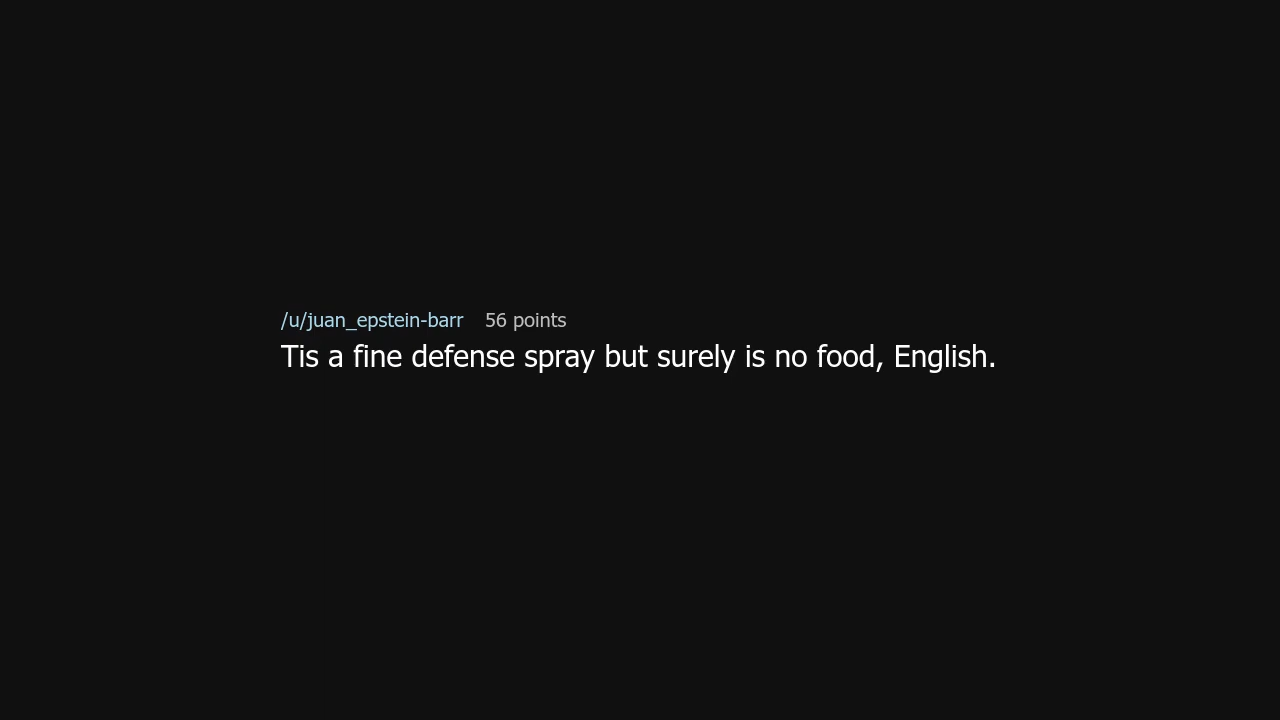 /u/juan_epstein-barr 56 points
Tis a fine defense spray but surely is no food, English.